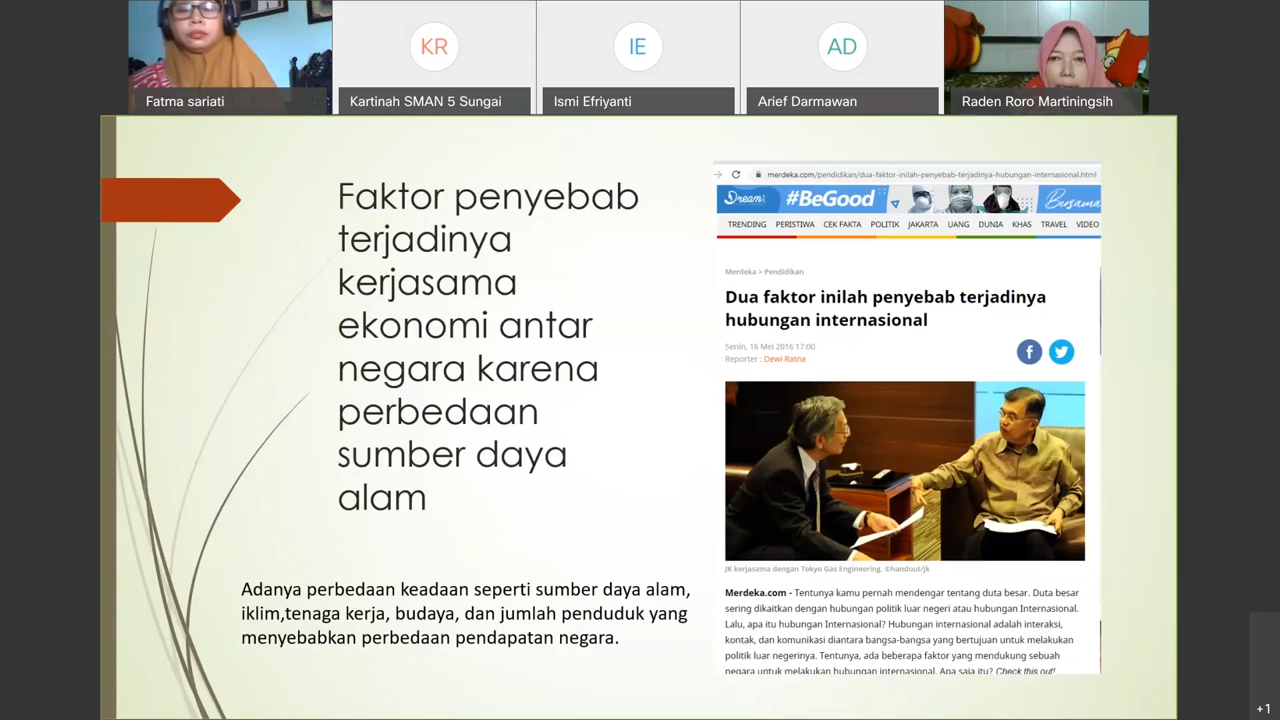 KR
IE
AD
Fatma sariati
Kartinah SMAN 5 Sungai
Ismi Efriyanti
Arief Darmawan
Raden Roro Martiningsih
Faktor penyebab
terjadinya
kerjasama
ekonomi antar
negara karena
perbedaan
sumber daya
alam
Adanya perbedaan keadaan seperti sumber daya alam,
iklim,tenaga kerja, budaya, dan jumlah penduduk yang
menyebabkan perbedaan pendapatan negara.
merdeka.com/pendidikan/dua-faktor-inilah-penyebab-terjadinya-hubungan-internasional.html
Dream #BeGood Bersama
TRENDING PERISTIWA CEK FAKTA POLITIK JAKARTA UANG DUNIA KHAS TRAVEL VIDEO
Merdeka > Pendidikan
Dua faktor inilah penyebab terjadinya
hubungan internasional
Senin, 16 Mei 2016 17:00
Reporter : Dewi Ratna
JK kerjasama dengan Tokyo Gas Engineering. ©handout/jk
Merdeka.com - Tentunya kamu pernah mendengar tentang duta besar. Duta besar
sering dikaitkan dengan hubungan politik luar negeri atau hubungan Internasional.
Lalu, apa itu hubungan Internasional? Hubungan internasional adalah interaksi,
kontak, dan komunikasi diantara bangsa-bangsa yang bertujuan untuk melakukan
politik luar negerinya. Tentunya, ada beberapa faktor yang mendukung sebuah
negara untuk melakukan hubungan internasional. Apa saja itu? Check this out!
+1